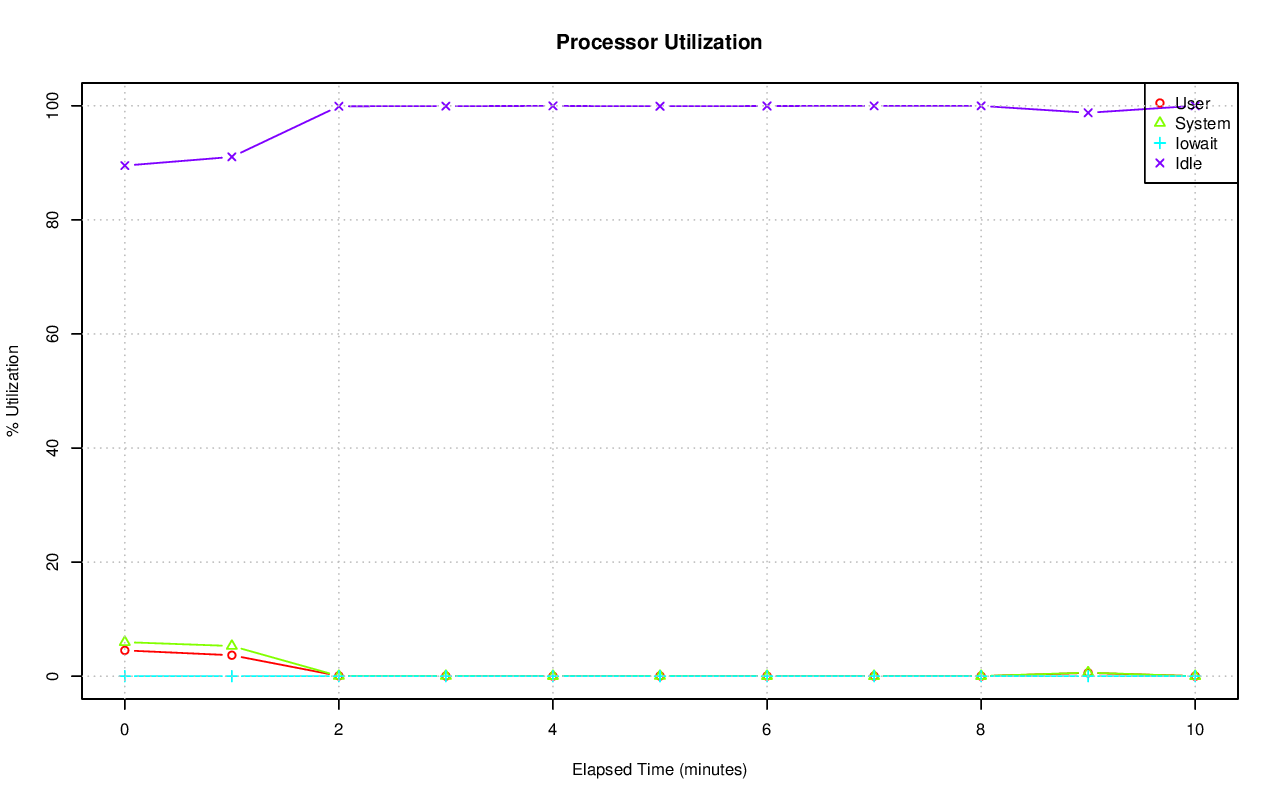 Processor Utilization
100
80
60
40
20
0
% Utilization
User
System
Iowait
Idle
0 2 4 6 8 10
Elapsed Time (minutes)